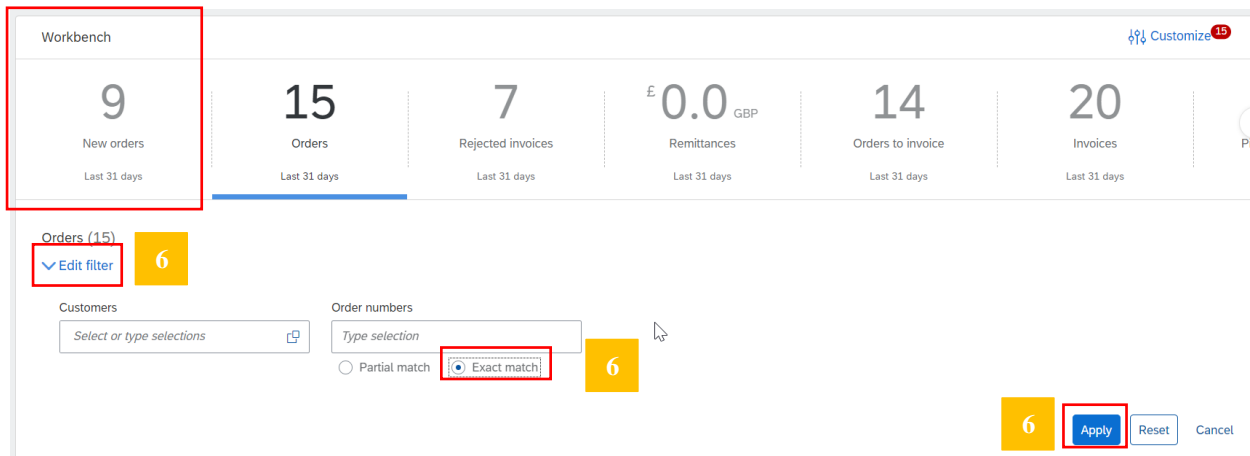 Workbench
Customize 15
9
15
7
£ 0.0 GBP
14
20
New orders
Orders
Rejected invoices
Remittances
Orders to invoice
Invoices
Last 31 days
Last 31 days
Last 31 days
Last 31 days
Last 31 days
Last 31 days
Orders (15)
Edit filter
6
Customers
Order numbers
Select or type selections
Type selection
Partial match
Exact match
6
6
Apply
Reset
Cancel